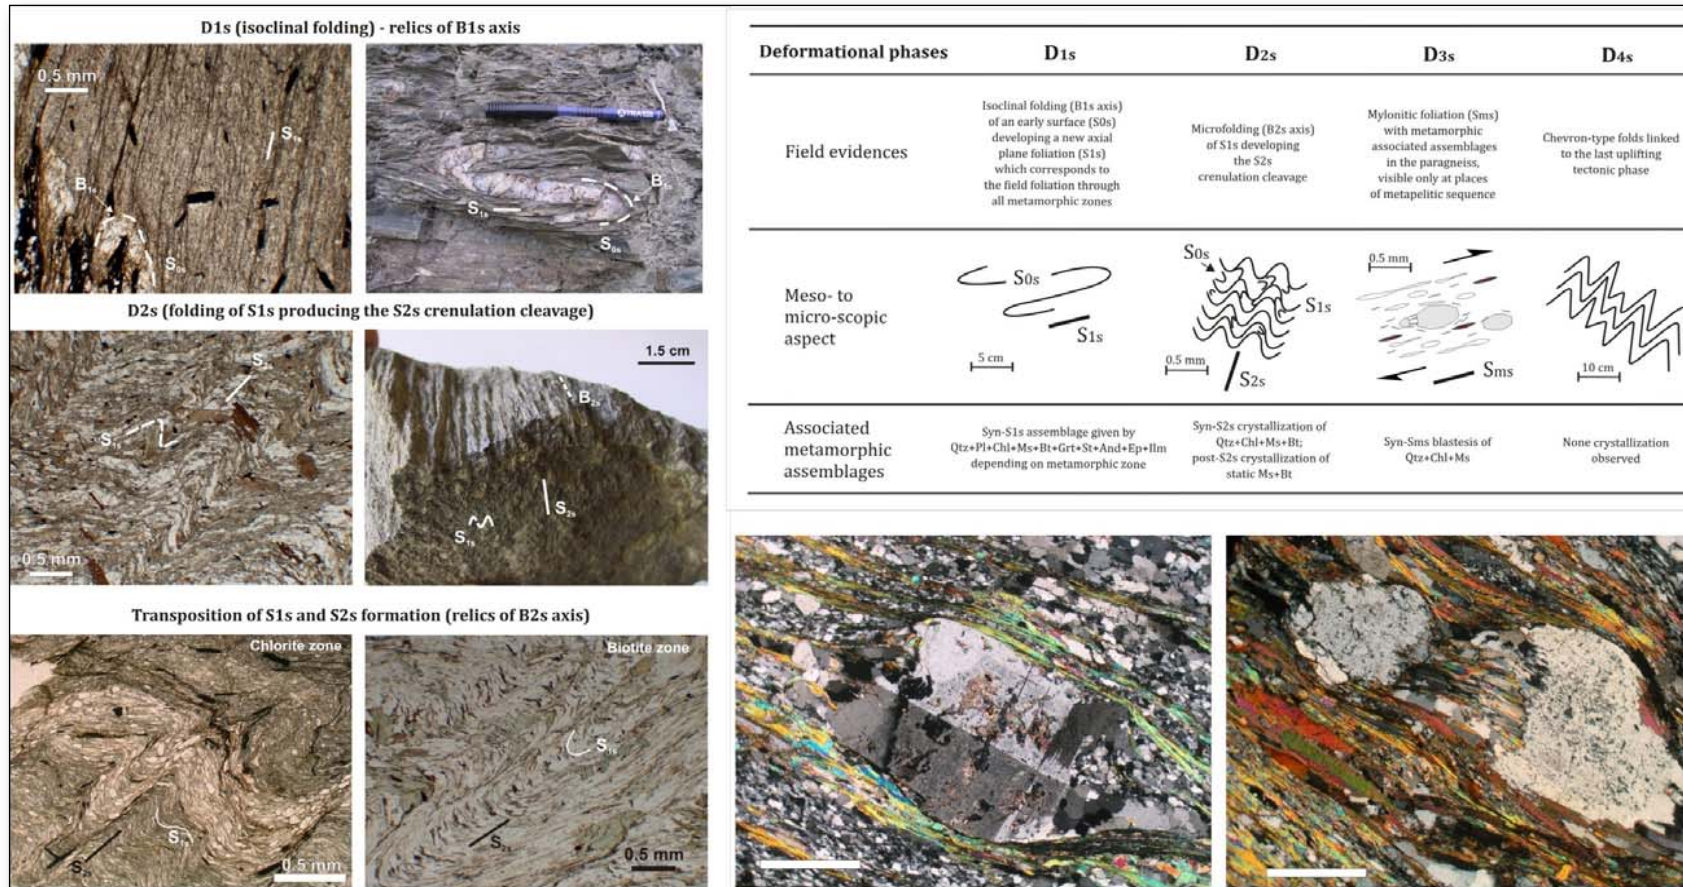 D1s (isoclinal folding) - relics of B1s axis
0.5 mm
S1s
B1s
S0s
B1s
S1s
S0s
D2s (folding of S1s producing the S2s crenulation cleavage)
S2s
S1s
0.5 mm
1.5 cm
B2s
S2s
S1s
Transposition of S1s and S2s formation (relics of B2s axis)
Chlorite zone
S1s
S2s
0.5 mm
Biotite zone
S1s
S2s
0.5 mm
Deformational phases D1s D2s D3s D4s
Field evidences
Isoclinal folding (B1s axis)
of an early surface (S0s)
developing a new axial
plane foliation (S1s)
which corresponds to
the field foliation through
all metamorphic zones
Microfolding (B2s axis)
of S1s developing
the S2s
crenulation cleavage
Mylonitic foliation (Sms)
with metamorphic
associated assemblages
in the paragneiss,
visible only at places
of metapelitic sequence
Chevron-type folds linked
to the last uplifting
tectonic phase
Meso- to
micro-scopic
aspect
S0s
S1s
5 cm
S0s
S1s
0.5 mm
S2s
0.5 mm
Sms
10 cm
Associated
metamorphic
assemblages
Syn-S1s assemblage given by
Qtz+Pl+Chl+Ms+Bt+Grt+St+And+Ep+Ilm
depending on metamorphic zone
Syn-S2s crystallization of
Qtz+Chl+Ms+Bt;
post-S2s crystallization of
static Ms+Bt
Syn-Sms blastesis of
Qtz+Chl+Ms
None crystallization
observed